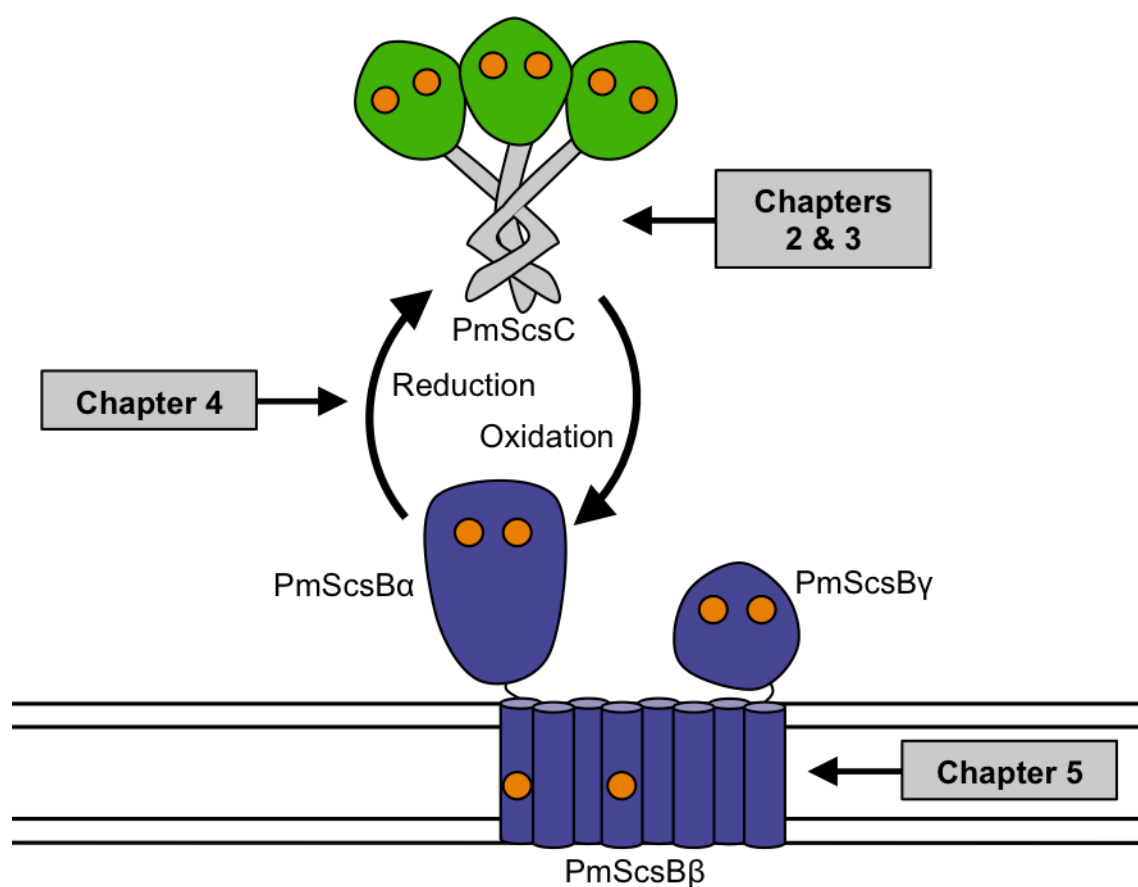 Chapters
2 & 3
PmScsC
Reduction
Chapter 4
Oxidation
PmScsBα
PmScsBγ
Chapter 5
PmScsBβ